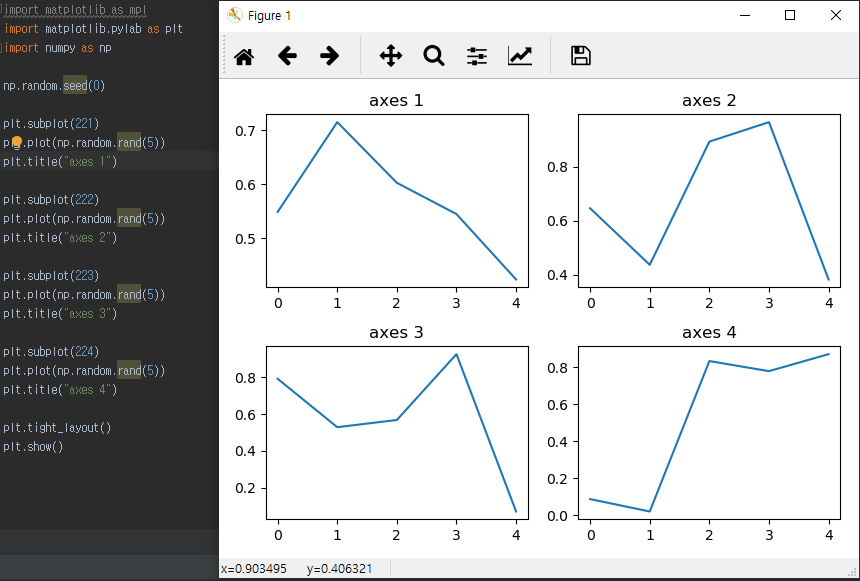 import matplotlib as mpl
import matplotlib.pylab as plt
import numpy as np
np.random.seed(0)
plt.subplot(221)
plt.plot(np.random.rand(5))
plt.title("axes 1")
plt.subplot(222)
plt.plot(np.random.rand(5))
plt.title("axes 2")
plt.subplot(223)
plt.plot(np.random.rand(5))
plt.title("axes 3")
plt.subplot(224)
plt.plot(np.random.rand(5))
plt.title("axes 4")
plt.tight_layout()
plt.show()
Figure 1
axes 1
0.7
0.6
0.5
0 1 2 3 4
axes 2
0.8
0.6
0.4
0 1 2 3 4
axes 3
0.8
0.6
0.4
0.2
0 1 2 3 4
axes 4
0.8
0.6
0.4
0.2
0.0
0 1 2 3 4
x=0.903495 y=0.406321